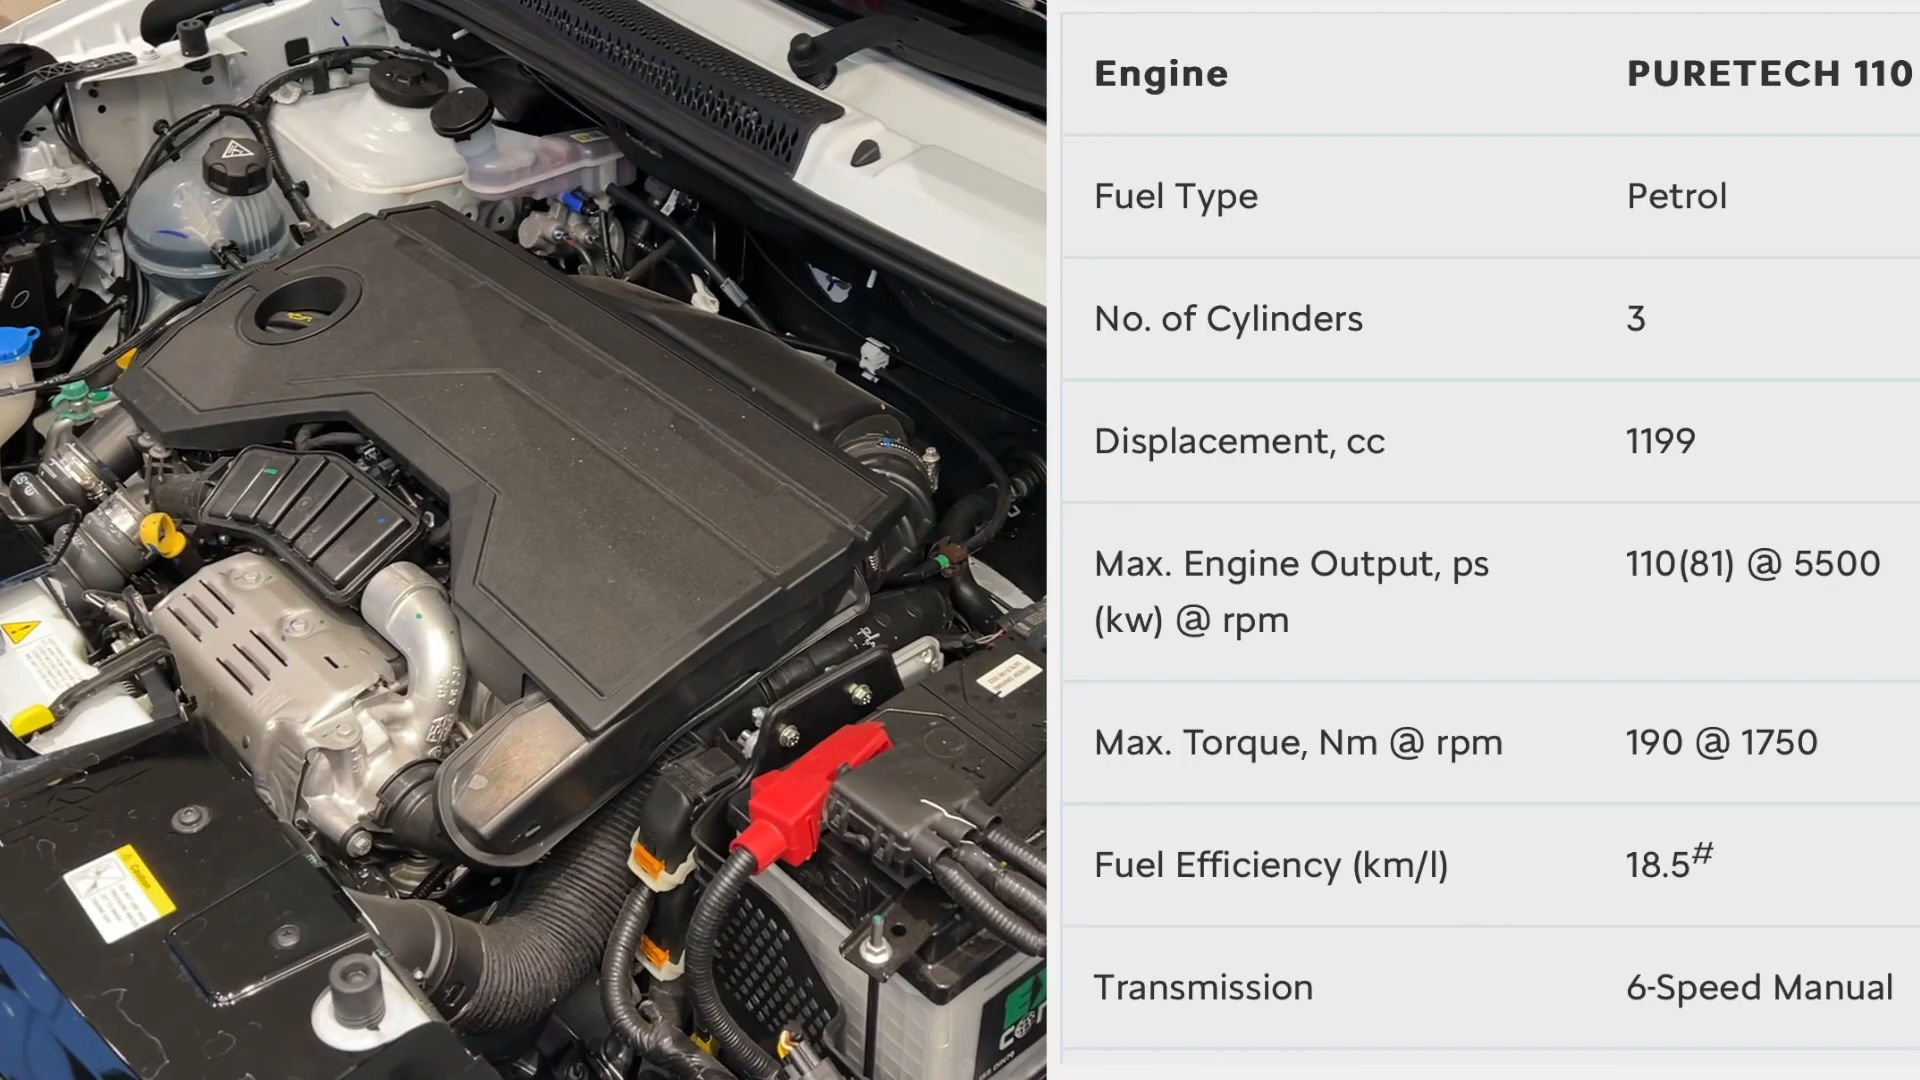 Engine PURETECH 110
Fuel Type Petrol
No. of Cylinders 3
Displacement, cc 1199
Max. Engine Output, ps 110(81) @ 5500
(kw) @ rpm
Max. Torque, Nm @ rpm 190 @ 1750
Fuel Efficiency (km/l) 18.5#
Transmission 6-Speed Manual
Caution